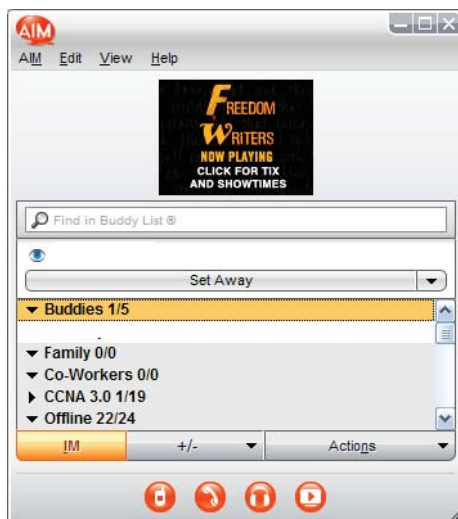 AIM
AIM Edit View Help
FREEDOM
WRITERS
NOW PLAYING
CLICK FOR TIX
AND SHOWTIMES
Find in Buddy List ®
Set Away
Buddies 1/5
Family 0/0
Co-Workers 0/0
CCNA 3.0 1/19
Offline 22/24
IM +/- Actions